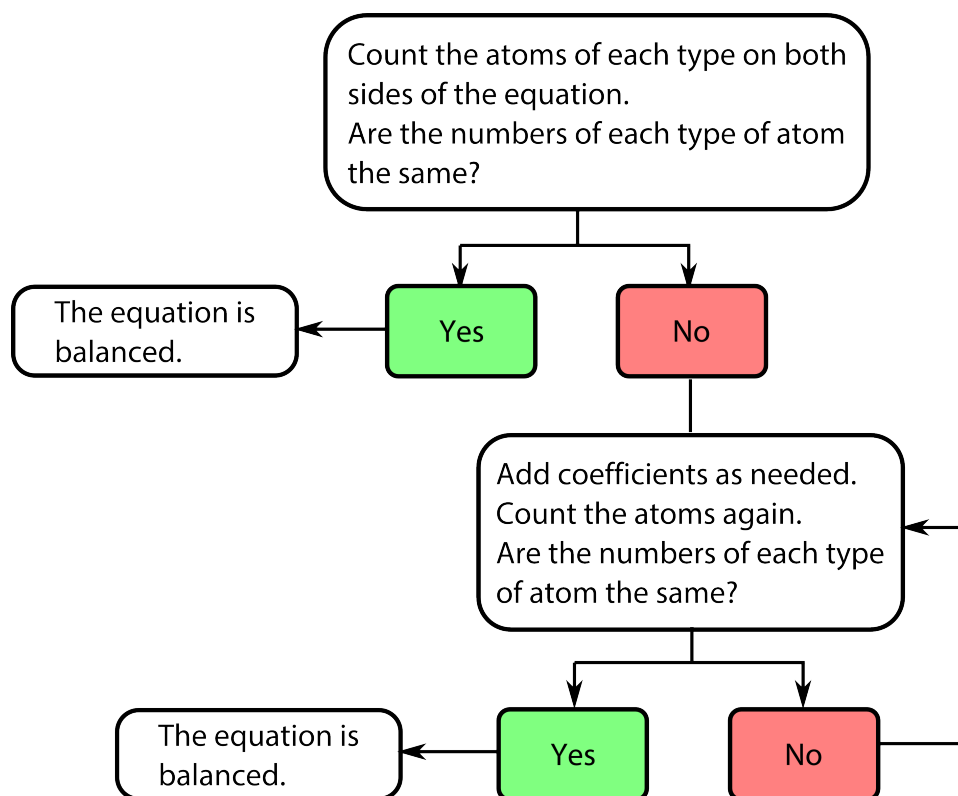 Count the atoms of each type on both
sides of the equation.
Are the numbers of each type of atom
the same?
The equation is
balanced.
Yes
No
Add coefficients as needed.
Count the atoms again.
Are the numbers of each type
of atom the same?
The equation is
balanced.
Yes
No